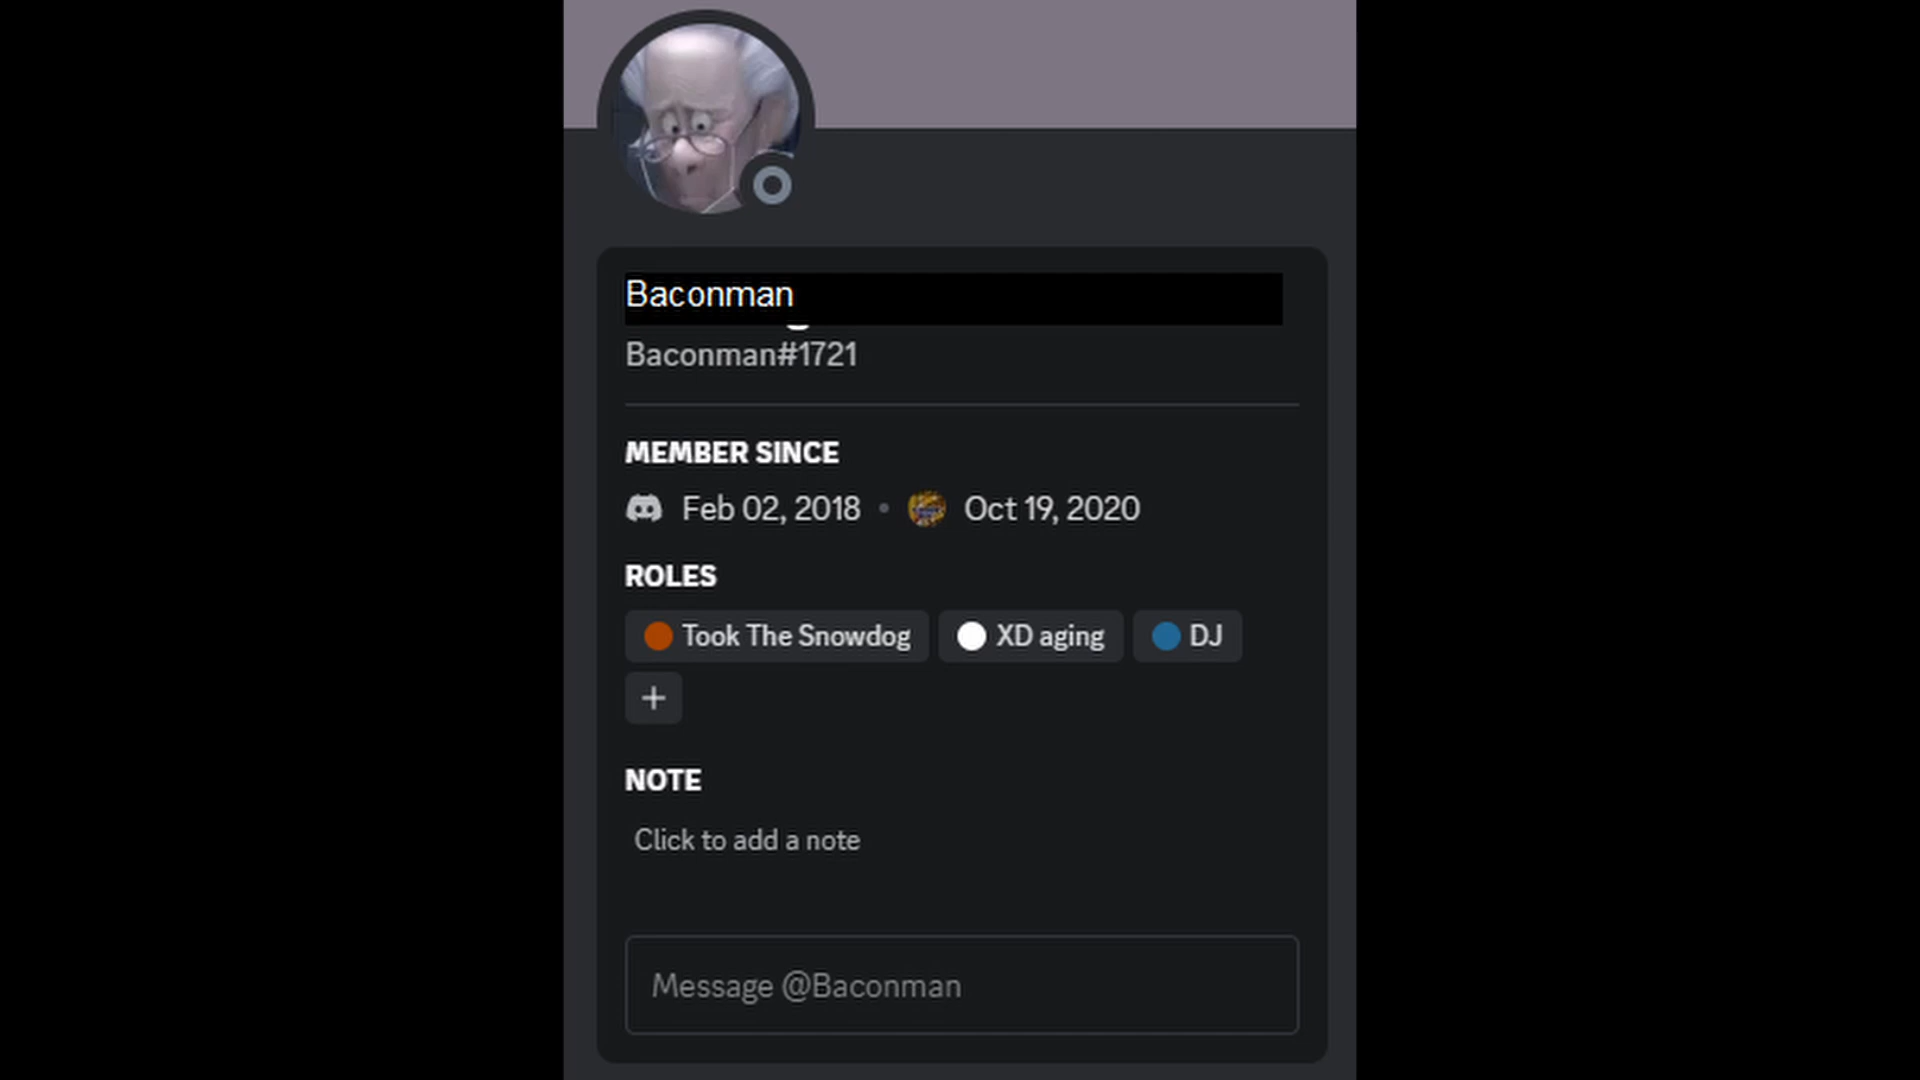 Baconman
Baconman#1721
MEMBER SINCE
Feb 02, 2018 • Oct 19, 2020
ROLES
Took The Snowdog XD aging DJ
+
NOTE
Click to add a note
Message @Baconman